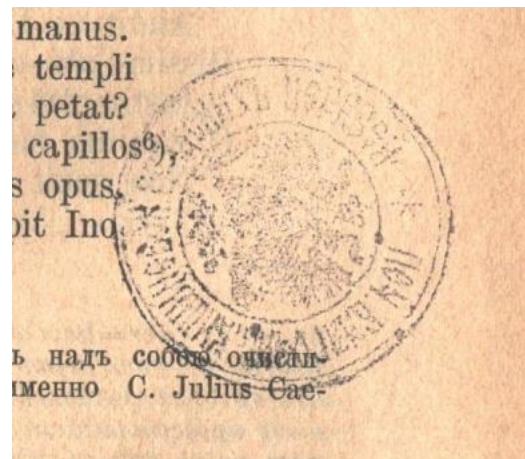 manus.
templi
petat?
capillos⁶),
s opus.
bit Ino
ь надъ собою очисти-
именно C. Julius Cae-